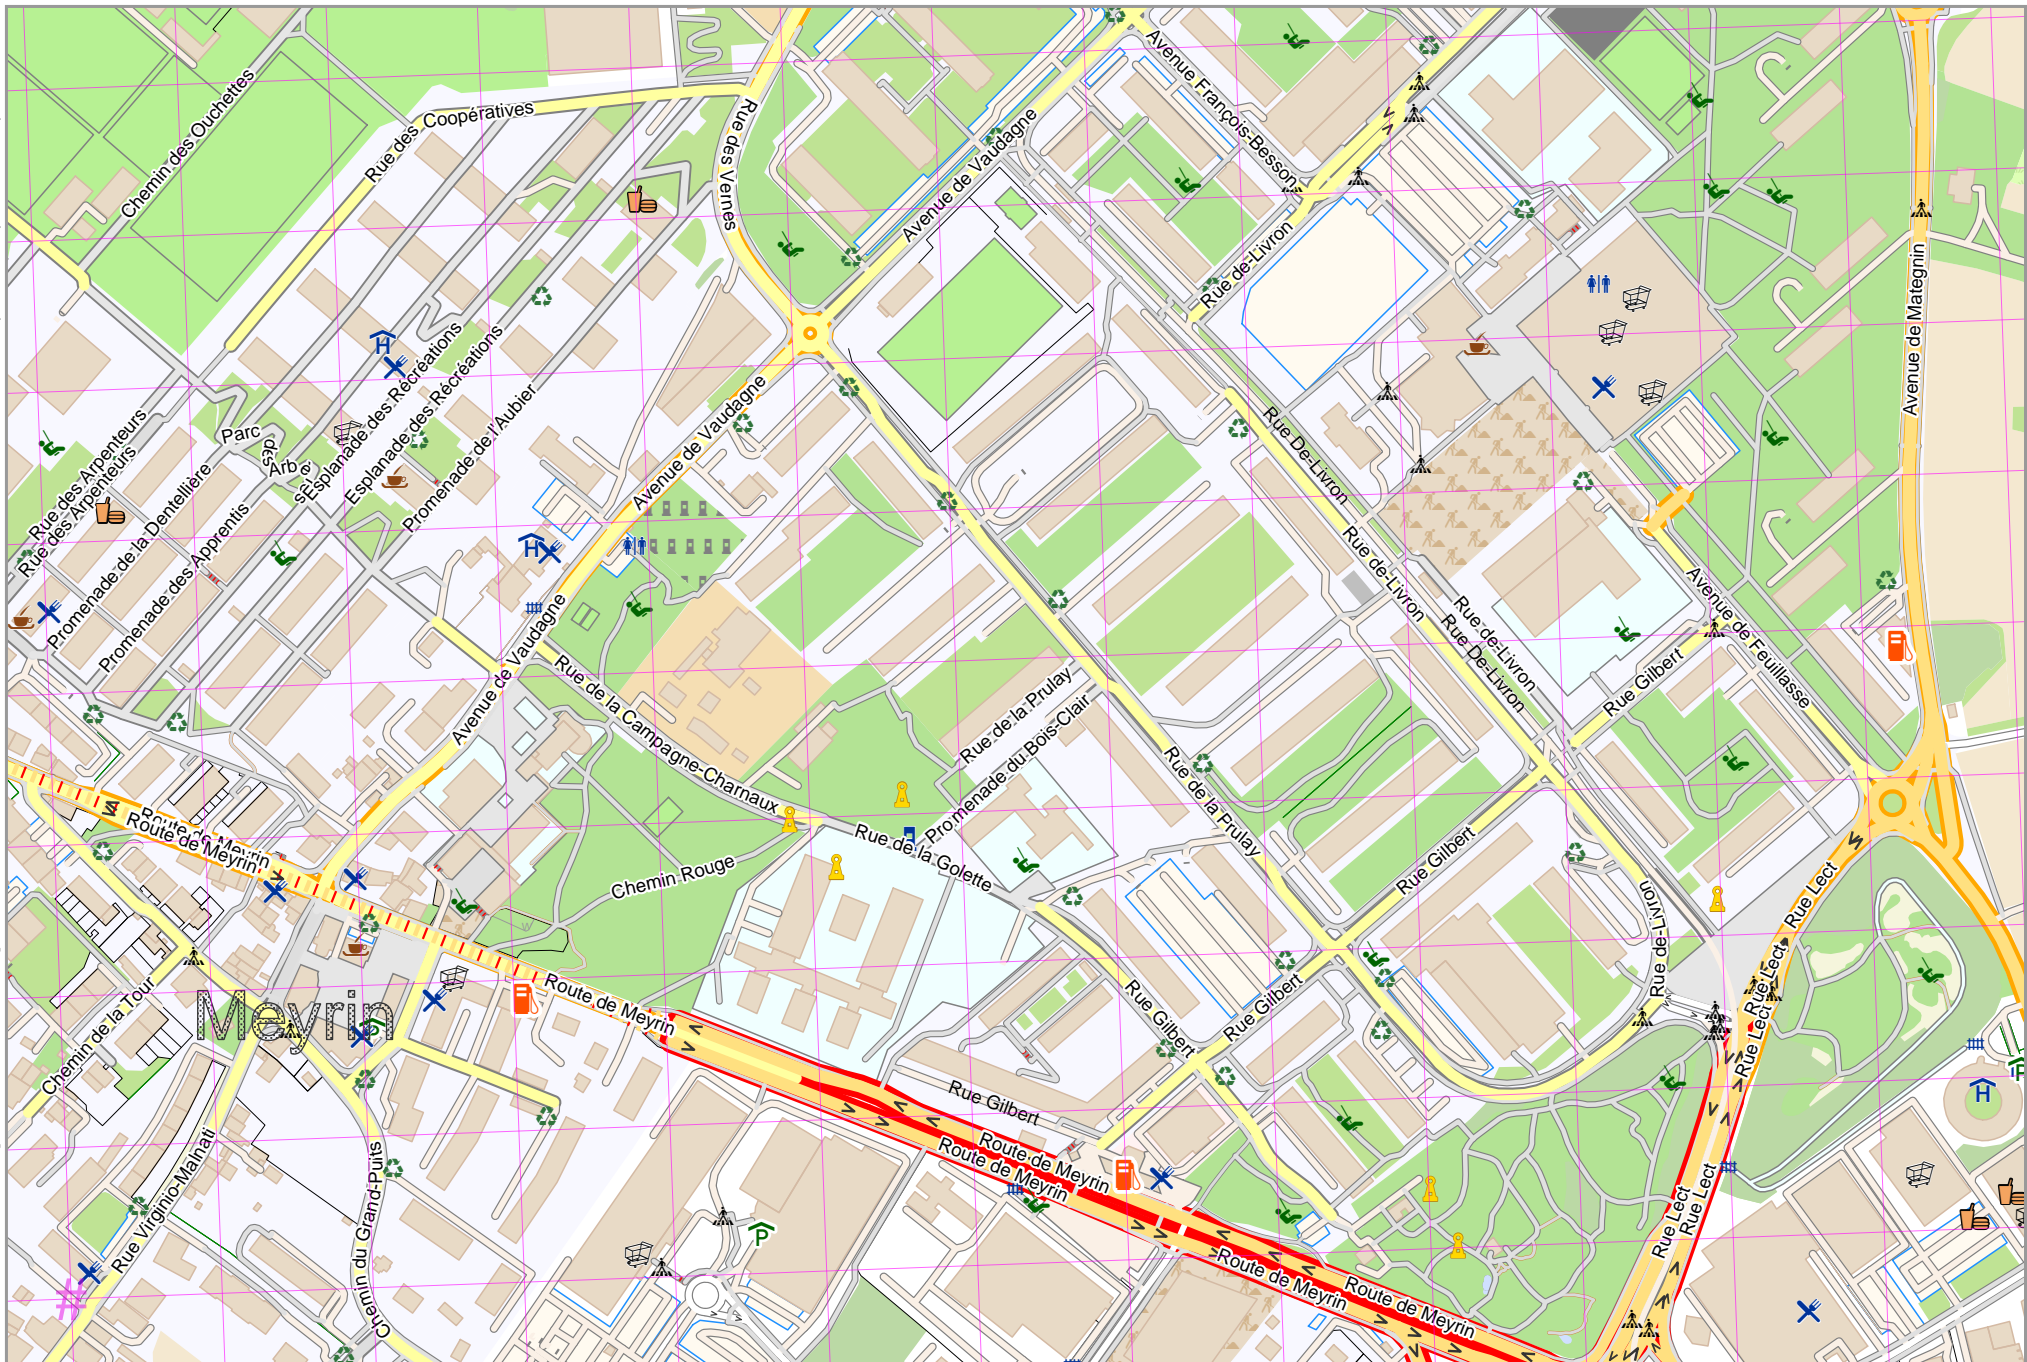 Chemin des Ouchettes
Rue des Coopératives
Rue des Vernes
Avenue de Vaudagne
Avenue François-Besson
Rue de-Livron
Avenue de Mategnin
Esplanade des Récréations
Esplanade des Récréations
Promenade de l'Aubier
Avenue de Vaudagne
Rue des Arpenteurs
Rue des Arpenteurs
Parc
des
Arbe
Promenade de la Dentellière
Promenade des Apprentis
H
H
Rue De-Livron
Rue de-Livron
Rue de-Livron
Rue De-Livron
Avenue de Feuillasse
Rue Gilbert
Avenue de Vaudagne
Rue de la Campagne-Charnaux
Rue de la Prulay
Promenade du Bois-Clair
Rue de la Prulay
Route de Meyrin
Route de Meyrin
Chemin Rouge
Rue de la Golette
Rue Gilbert
Rue Lect
Rue Lect
Rue Lect
Rue de-Livron
Route de Meyrin
Rue Gilbert
Rue Gilbert
Meyrin
P
Chemin de la Tour
Rue Gilbert
H
P
Route de Meyrin
Route de Meyrin
Rue Virginio-Malnati
Chemin du Grand-Puits
P
Rue Lect
Rue Lect
Route de Meyrin
Route de Meyrin
#